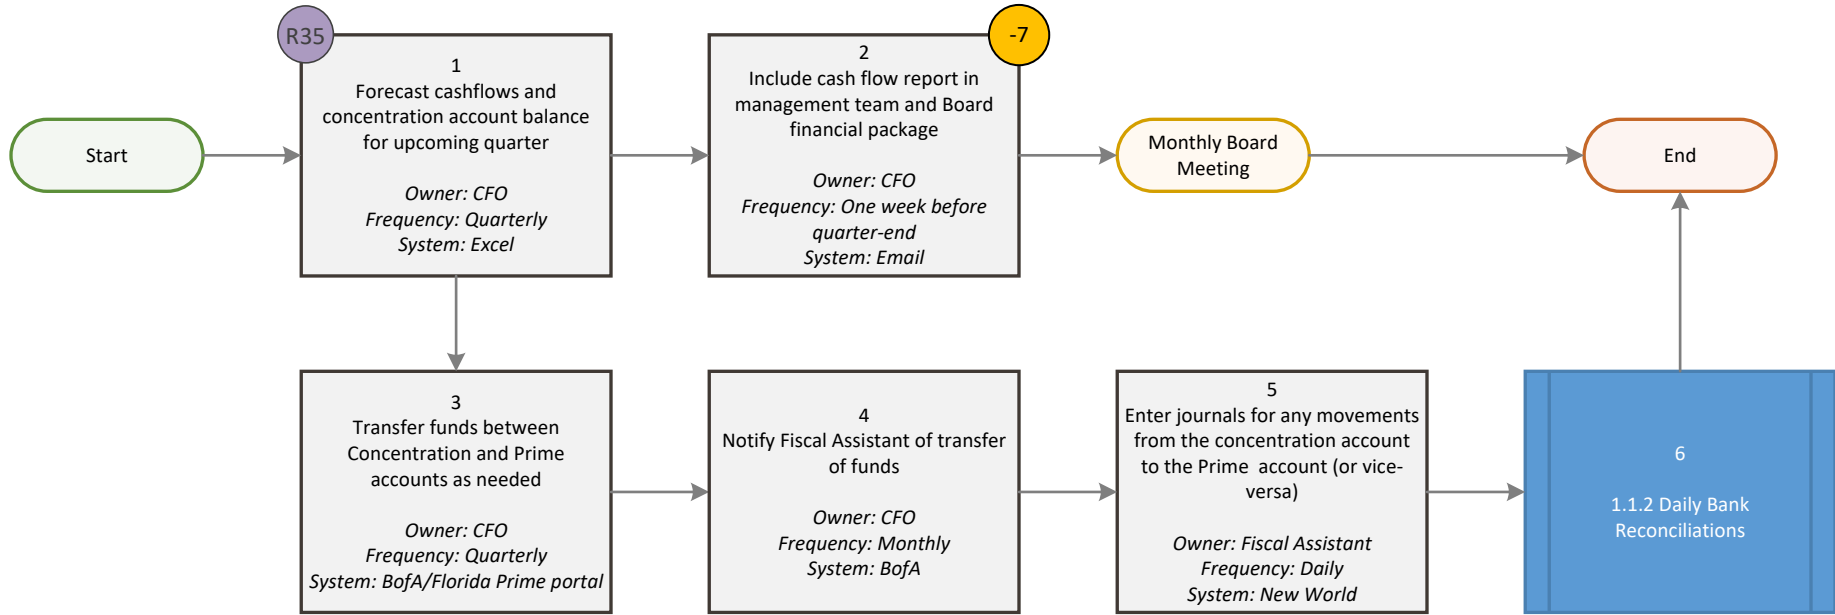 R35
-7
Start
1
Forecast cashflows and
concentration account balance
for upcoming quarter
Owner: CFO
Frequency: Quarterly
System: Excel
2
Include cash flow report in
management team and Board
financial package
Owner: CFO
Frequency: One week before
quarter-end
System: Email
Monthly Board
Meeting
End
3
Transfer funds between
Concentration and Prime
accounts as needed
Owner: CFO
Frequency: Quarterly
System: BofA/Florida Prime portal
4
Notify Fiscal Assistant of transfer
of funds
Owner: CFO
Frequency: Monthly
System: BofA
5
Enter journals for any movements
from the concentration account
to the Prime account (or vice-
versa)
Owner: Fiscal Assistant
Frequency: Daily
System: New World
6
1.1.2 Daily Bank
Reconciliations